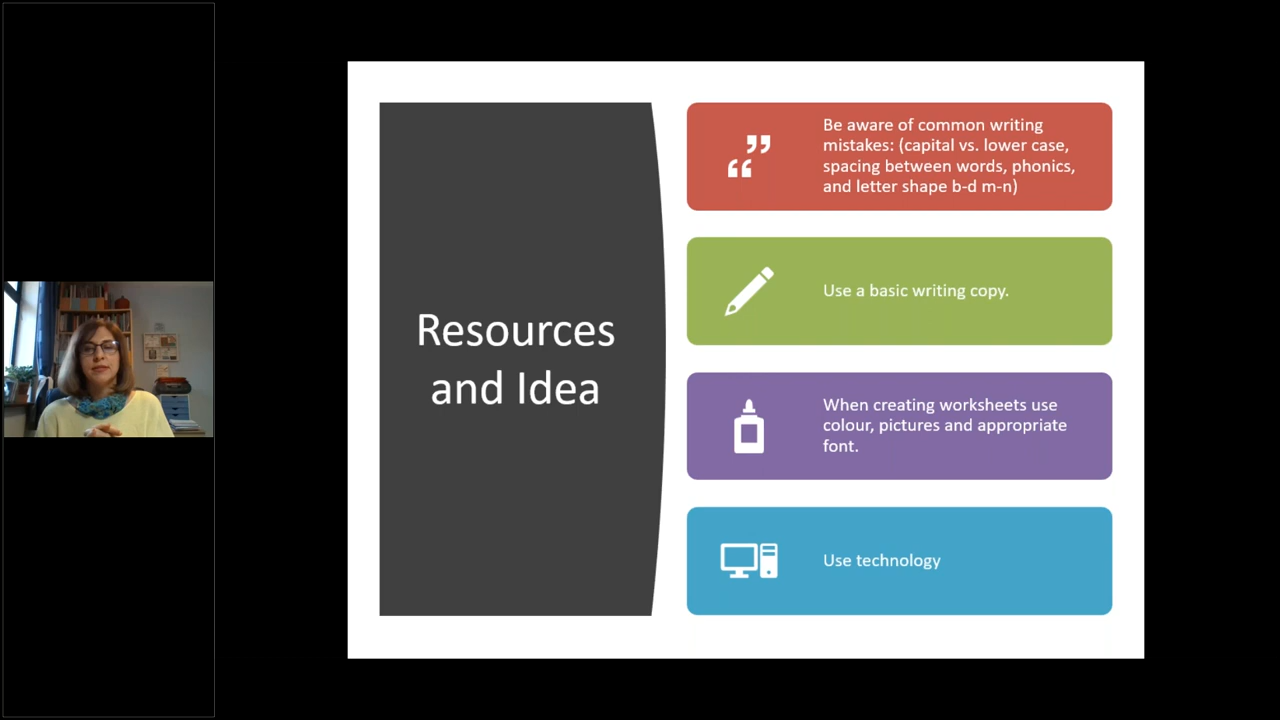 Resources
and Idea
Be aware of common writing
mistakes: (capital vs. lower case,
spacing between words, phonics,
and letter shape b-d m-n)
Use a basic writing copy.
When creating worksheets use
colour, pictures and appropriate
font.
Use technology